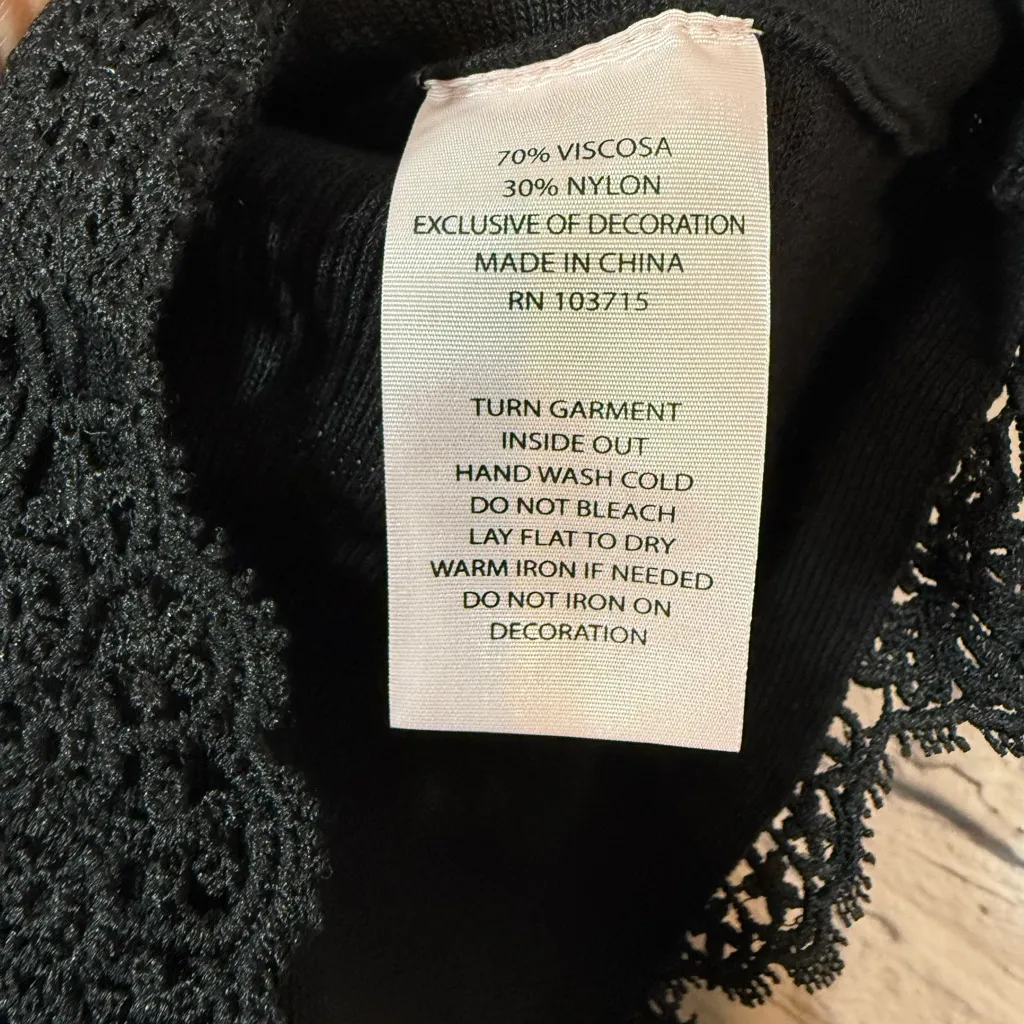 70% VISCOSA
30% NYLON
EXCLUSIVE OF DECORATION
MADE IN CHINA
RN 103715
TURN GARMENT
INSIDE OUT
HAND WASH COLD
DO NOT BLEACH
LAY FLAT TO DRY
WARM IRON IF NEEDED
DO NOT IRON ON
DECORATION